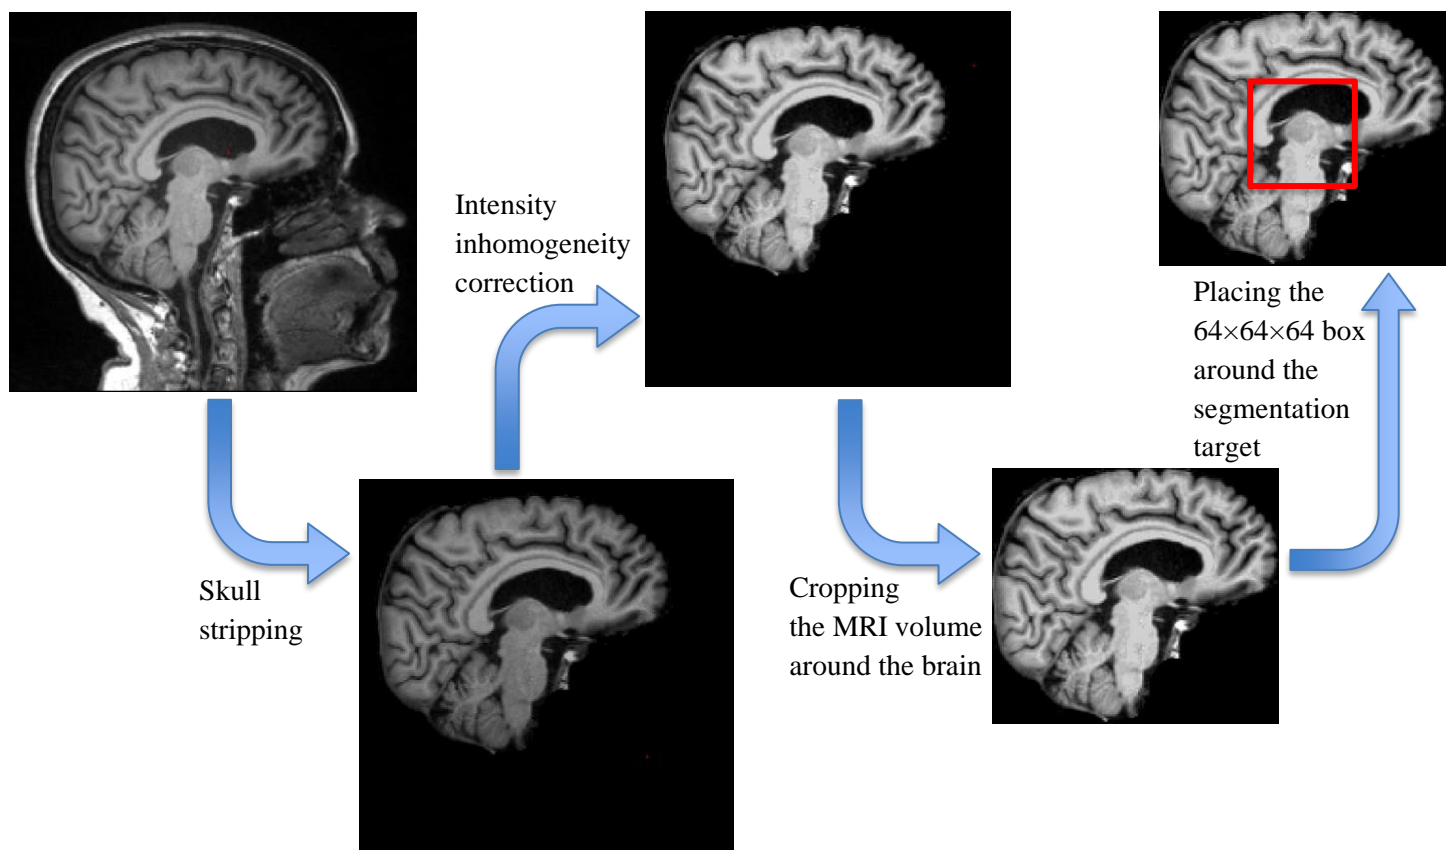 Skull
stripping
Intensity
inhomogeneity
correction
Cropping
the MRI volume
around the brain
Placing the
64×64×64 box
around the
segmentation
target